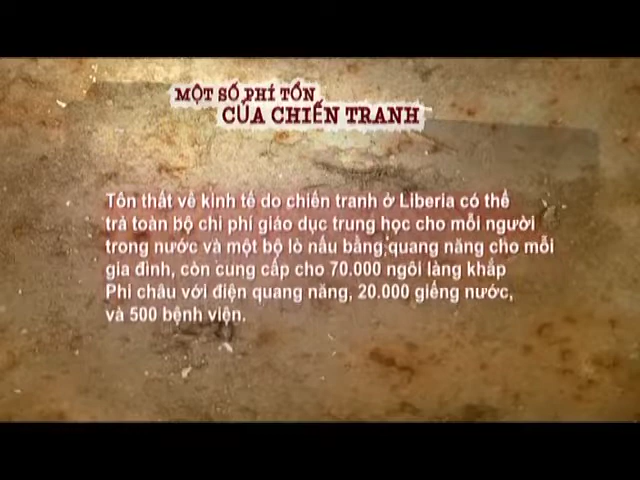 MỘT SỐ PHÍ TỔN
CỦA CHIẾN TRANH
Tổn thất về kinh tế do chiến tranh ở Liberia có thể
trả toàn bộ chi phí giáo dục trung học cho mỗi người
trong nước và một bộ lò nấu bằng quang năng cho mỗi
gia đình, còn cung cấp cho 70.000 ngôi làng khắp
Phi châu với điện quang năng, 20.000 giếng nước,
và 500 bệnh viện.